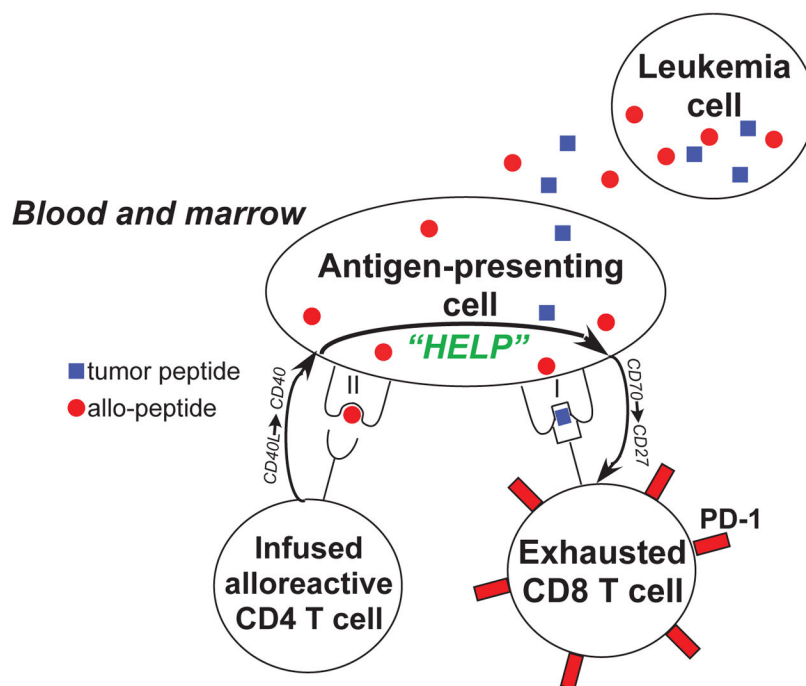 Leukemia
cell
Blood and marrow
Antigen-presenting
cell
"HELP"
tumor peptide
allo-peptide
CD40L→CD40
II
I
CD70→CD27
Infused
alloreactive
CD4 T cell
PD-1
Exhausted
CD8 T cell